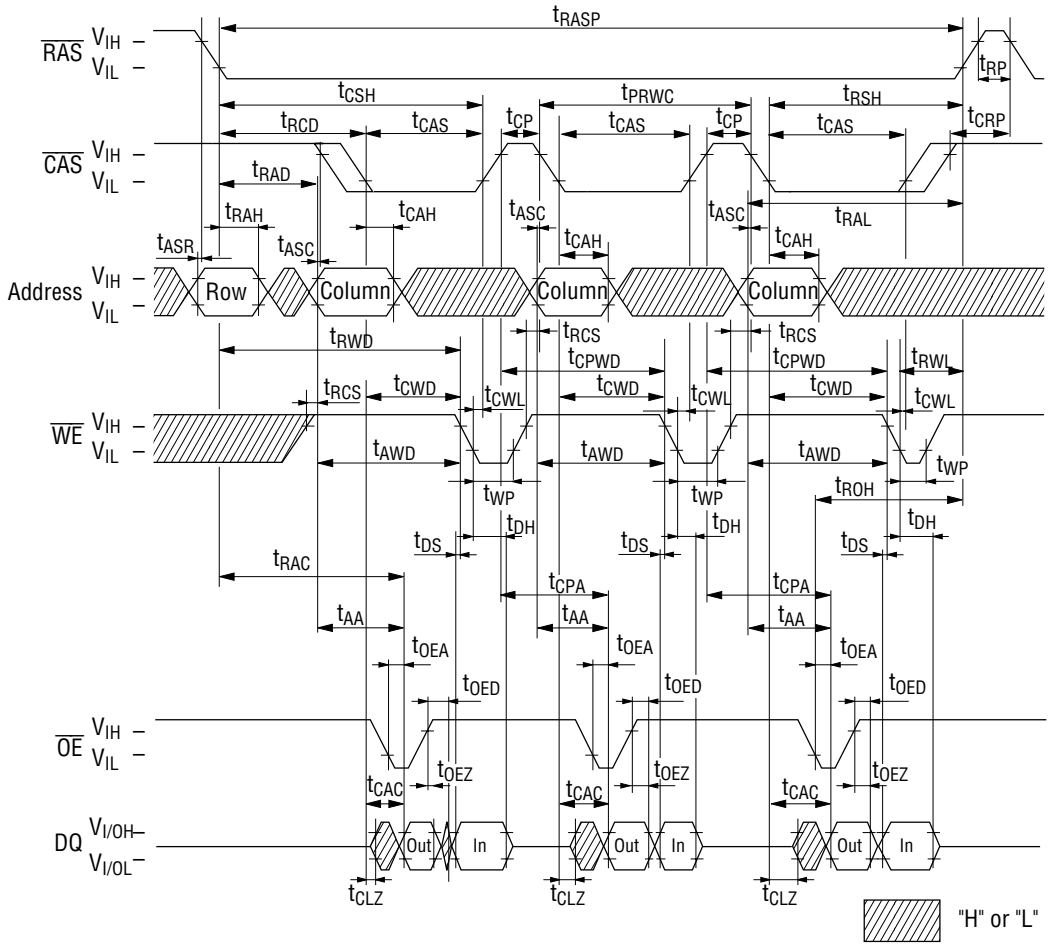 tRASP
RAS VIH
VIL
tRP
tCSH tPRWC tRSH
tRCD tCAS tCP tCAS tCP tCAS tCRP
CAS VIH
VIL
tRAD
tRAL
tRAH tCAH tASC tCAH tASC tCAH
tASR tASC
Address VIH
VIL
Row Column Column Column
tRCS tRCS
tRWD tCPWD tCPWD tRWL
tRCS tCWD tCWL tCWD tCWL tCWD tCWL
WE VIH
VIL
tAWD tAWD tAWD
tWP tWP tWP
tROH
tDH tDH tDH
tDS tDS tDS
tRAC tCPA tCPA
tAA tAA tAA
tOEA tOEA tOEA
tOED tOED tOED
OE VIH
VIL
tOEZ tOEZ tOEZ
tCAC tCAC tCAC
DQ VI/OH
VI/OL
Out In Out In Out In
tCLZ tCLZ tCLZ
"H" or "L"